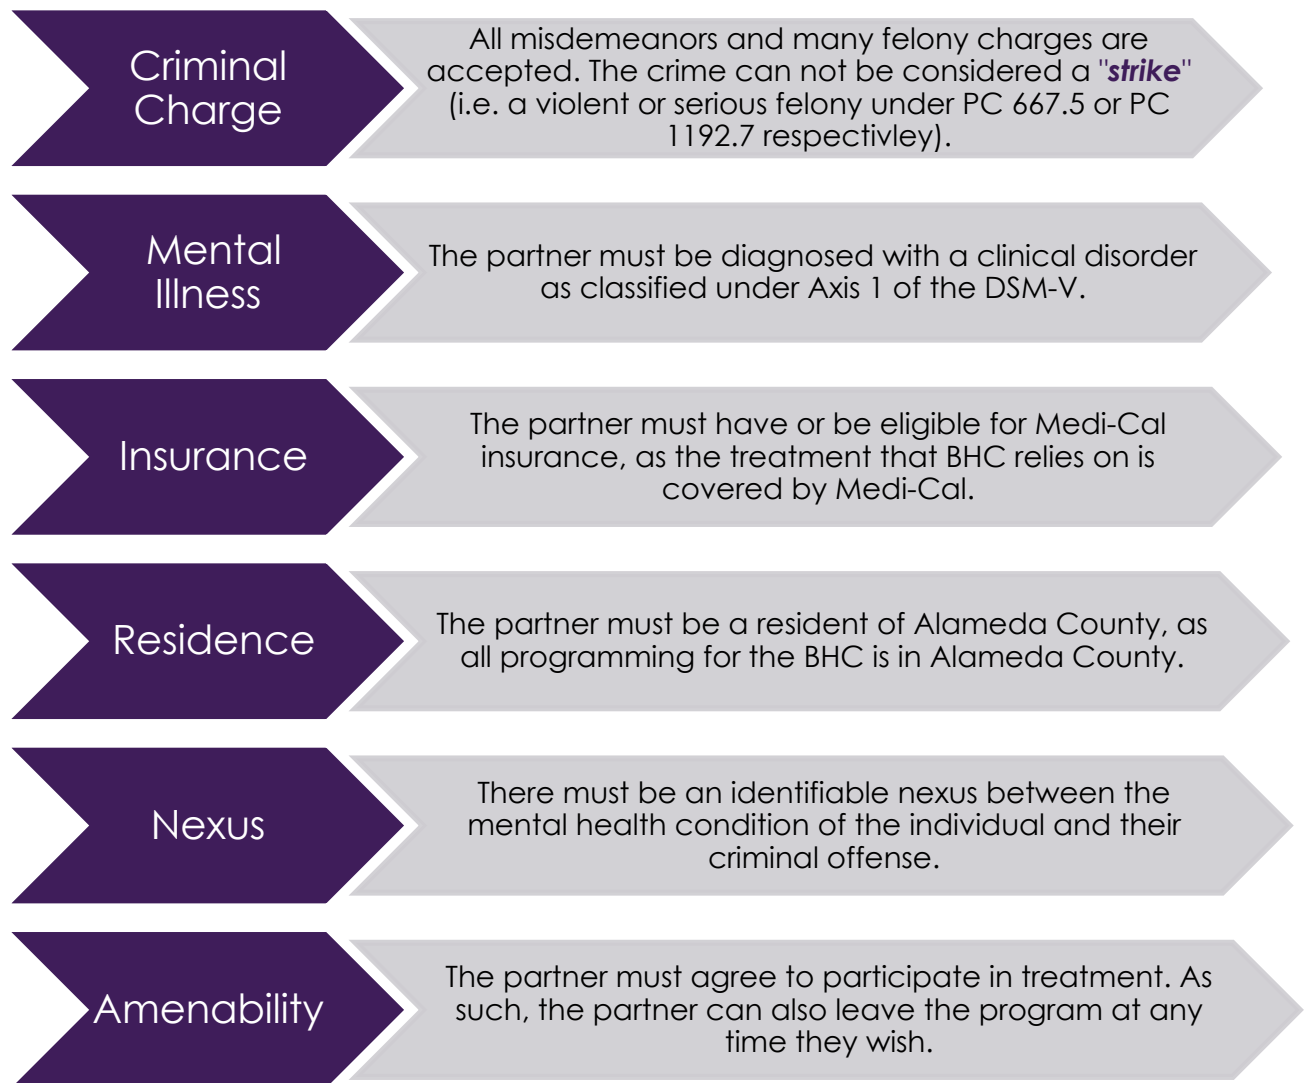 Criminal
Charge
All misdemeanors and many felony charges are
accepted. The crime can not be considered a "strike"
(i.e. a violent or serious felony under PC 667.5 or PC
1192.7 respectivley).
Mental
Illness
The partner must be diagnosed with a clinical disorder
as classified under Axis 1 of the DSM-V.
Insurance
The partner must have or be eligible for Medi-Cal
insurance, as the treatment that BHC relies on is
covered by Medi-Cal.
Residence
The partner must be a resident of Alameda County, as
all programming for the BHC is in Alameda County.
Nexus
There must be an identifiable nexus between the
mental health condition of the individual and their
criminal offense.
Amenability
The partner must agree to participate in treatment. As
such, the partner can also leave the program at any
time they wish.